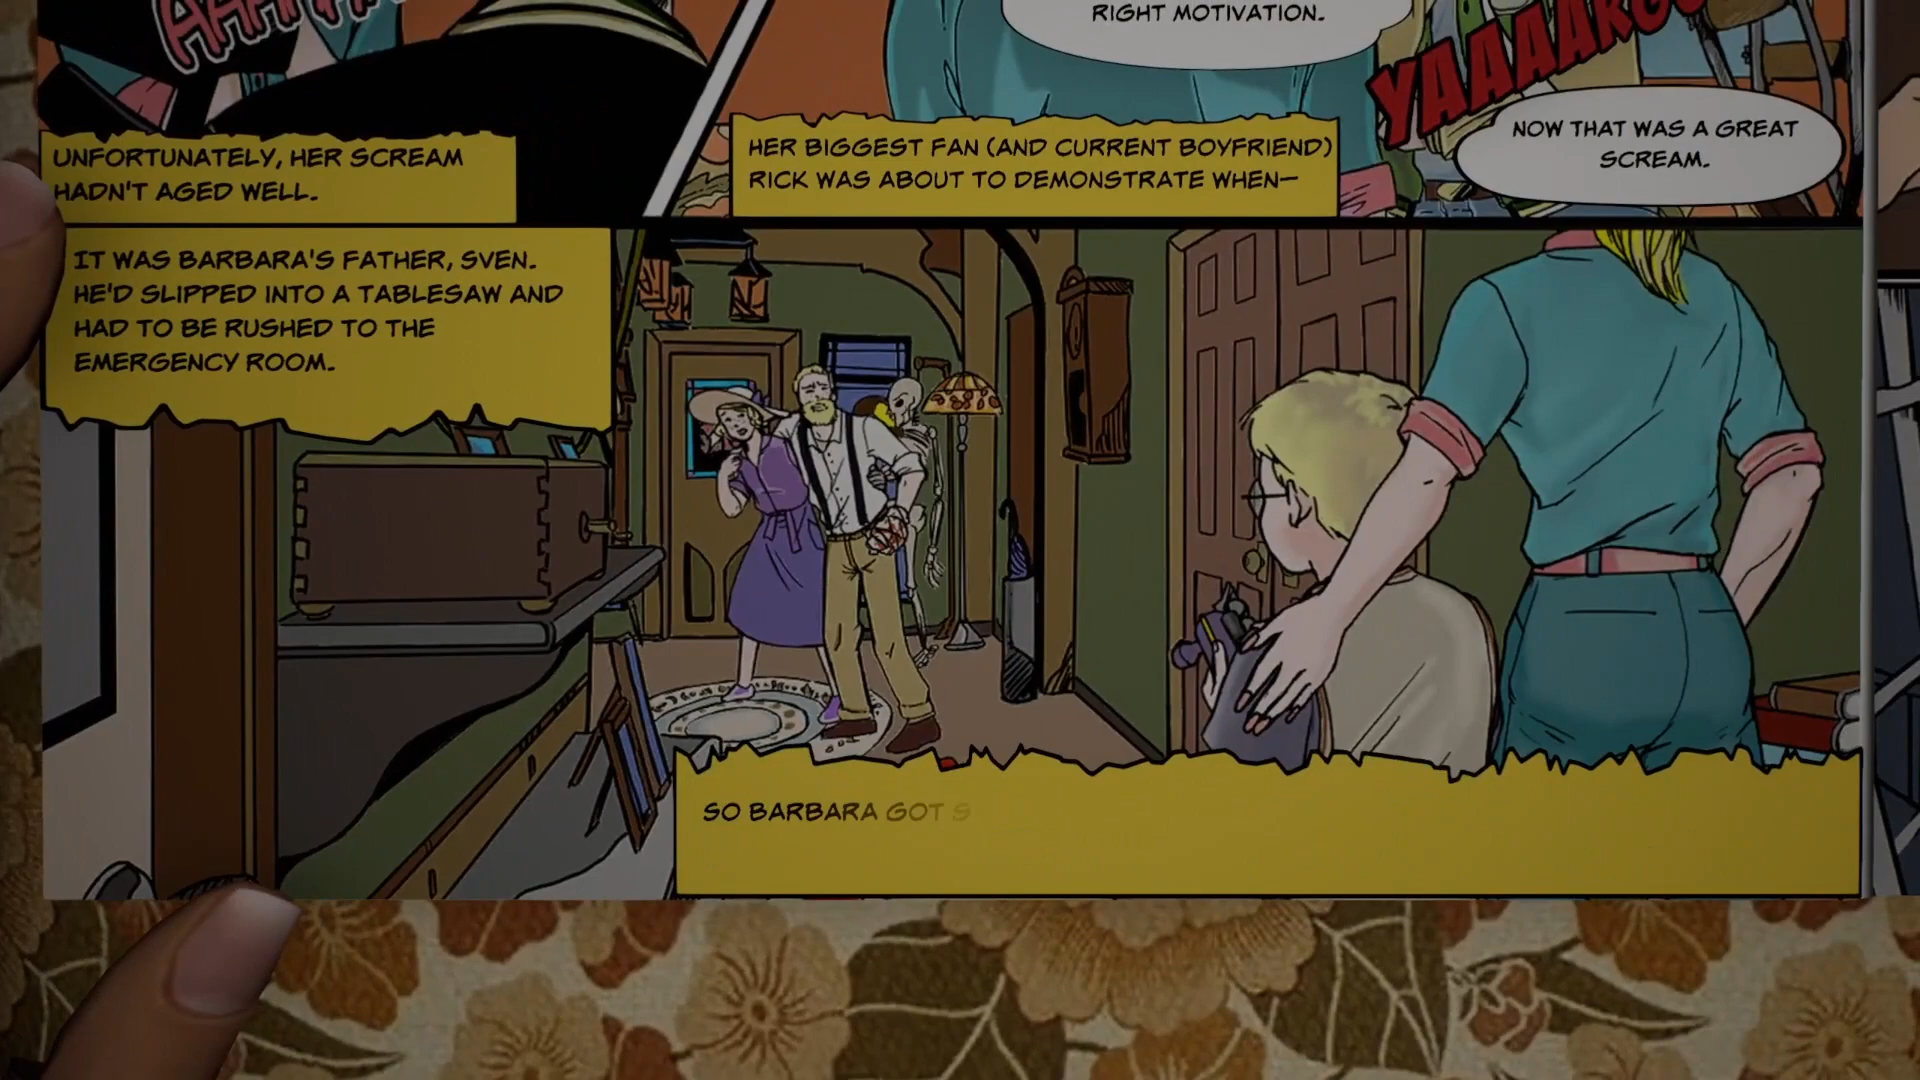 RIGHT MOTIVATION.
UNFORTUNATELY, HER SCREAM
HADN'T AGED WELL.
HER BIGGEST FAN (AND CURRENT BOYFRIEND)
RICK WAS ABOUT TO DEMONSTRATE WHEN—
NOW THAT WAS A GREAT
SCREAM.
IT WAS BARBARA'S FATHER, SVEN.
HE'D SLIPPED INTO A TABLESAW AND
HAD TO BE RUSHED TO THE
EMERGENCY ROOM.
SO BARBARA GOT S